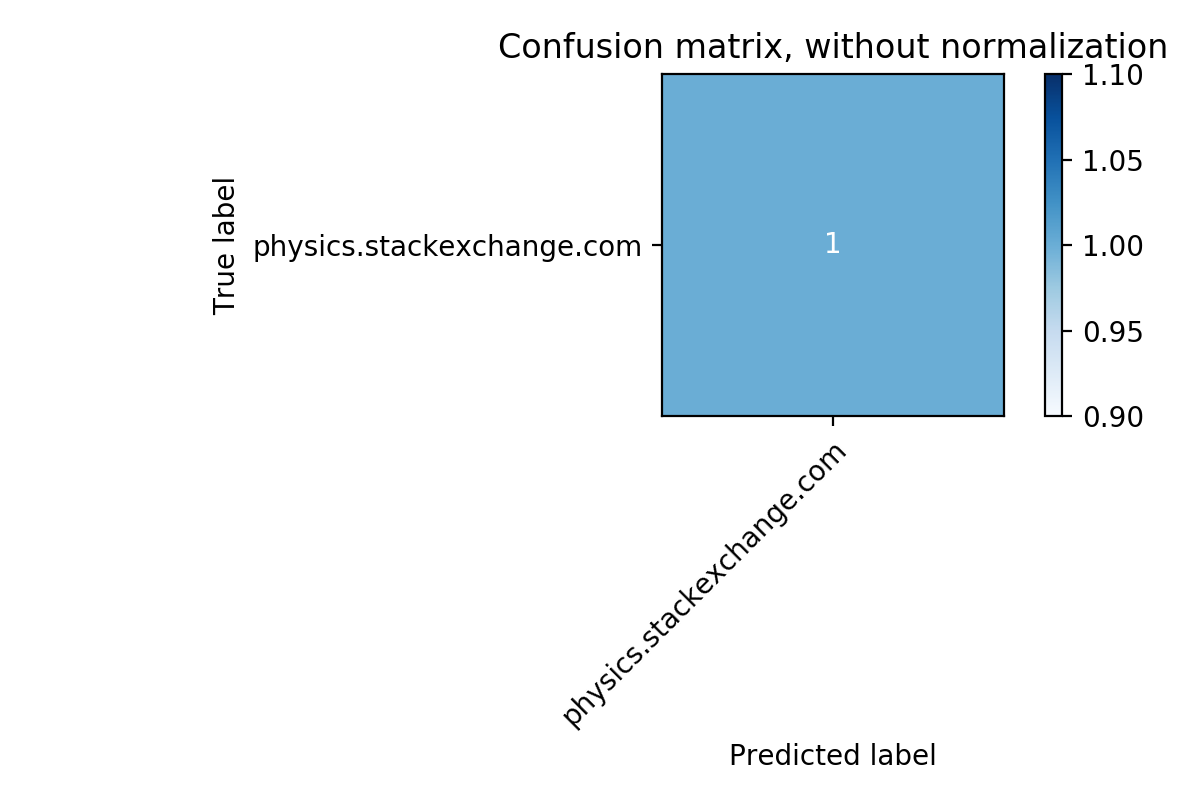 Confusion matrix, without normalization
True label
physics.stackexchange.com
1
1.10
1.05
1.00
0.95
0.90
physics.stackexchange.com
Predicted label